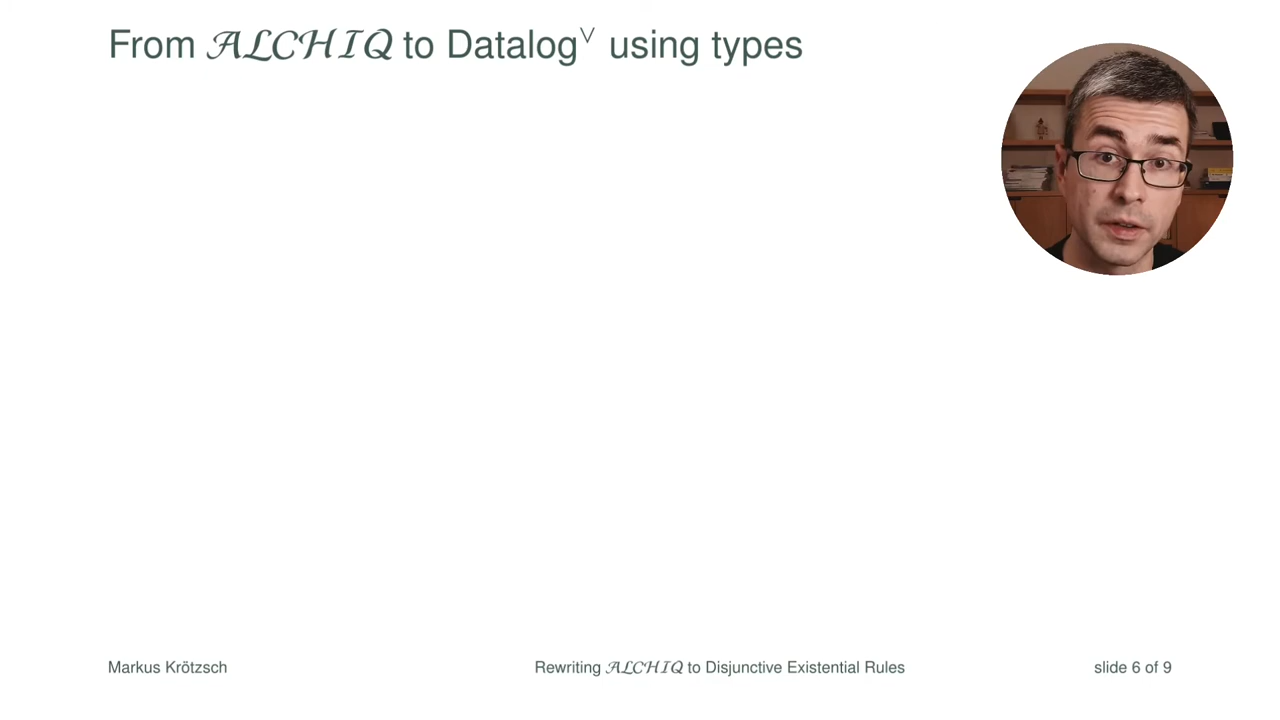 From 𝒜ℒ𝒞ℋℐ𝒬 to Datalog∨ using types
Markus Krötzsch
Rewriting 𝒜ℒ𝒞ℋℐ𝒬 to Disjunctive Existential Rules
slide 6 of 9